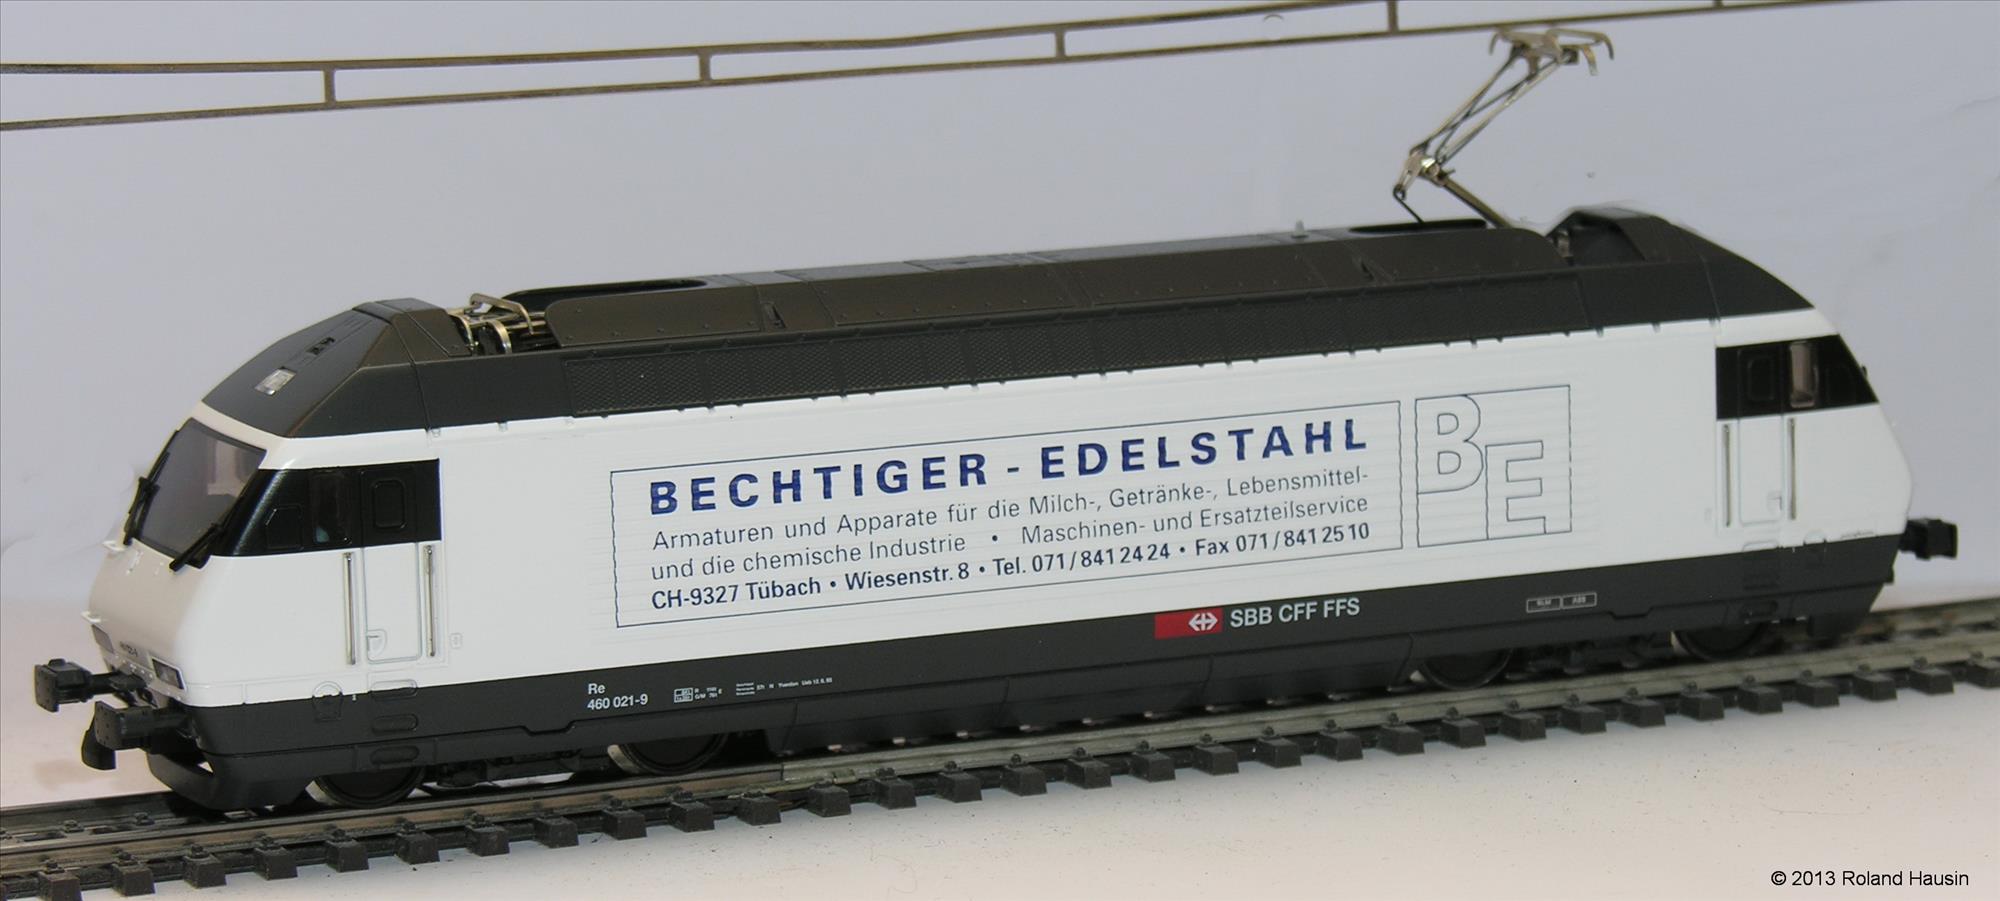 BECHTIGER - EDELSTAHL
Armaturen und Apparate für die Milch-, Getränke-, Lebensmittel-
und die chemische Industrie • Maschinen- und Ersatzteilservice
CH-9327 Tübach • Wiesenstr. 8 • Tel. 071/841 24 24 • Fax 071/841 25 10
BE
SBB CFF FFS
Re
460 021-9
© 2013 Roland Hausin